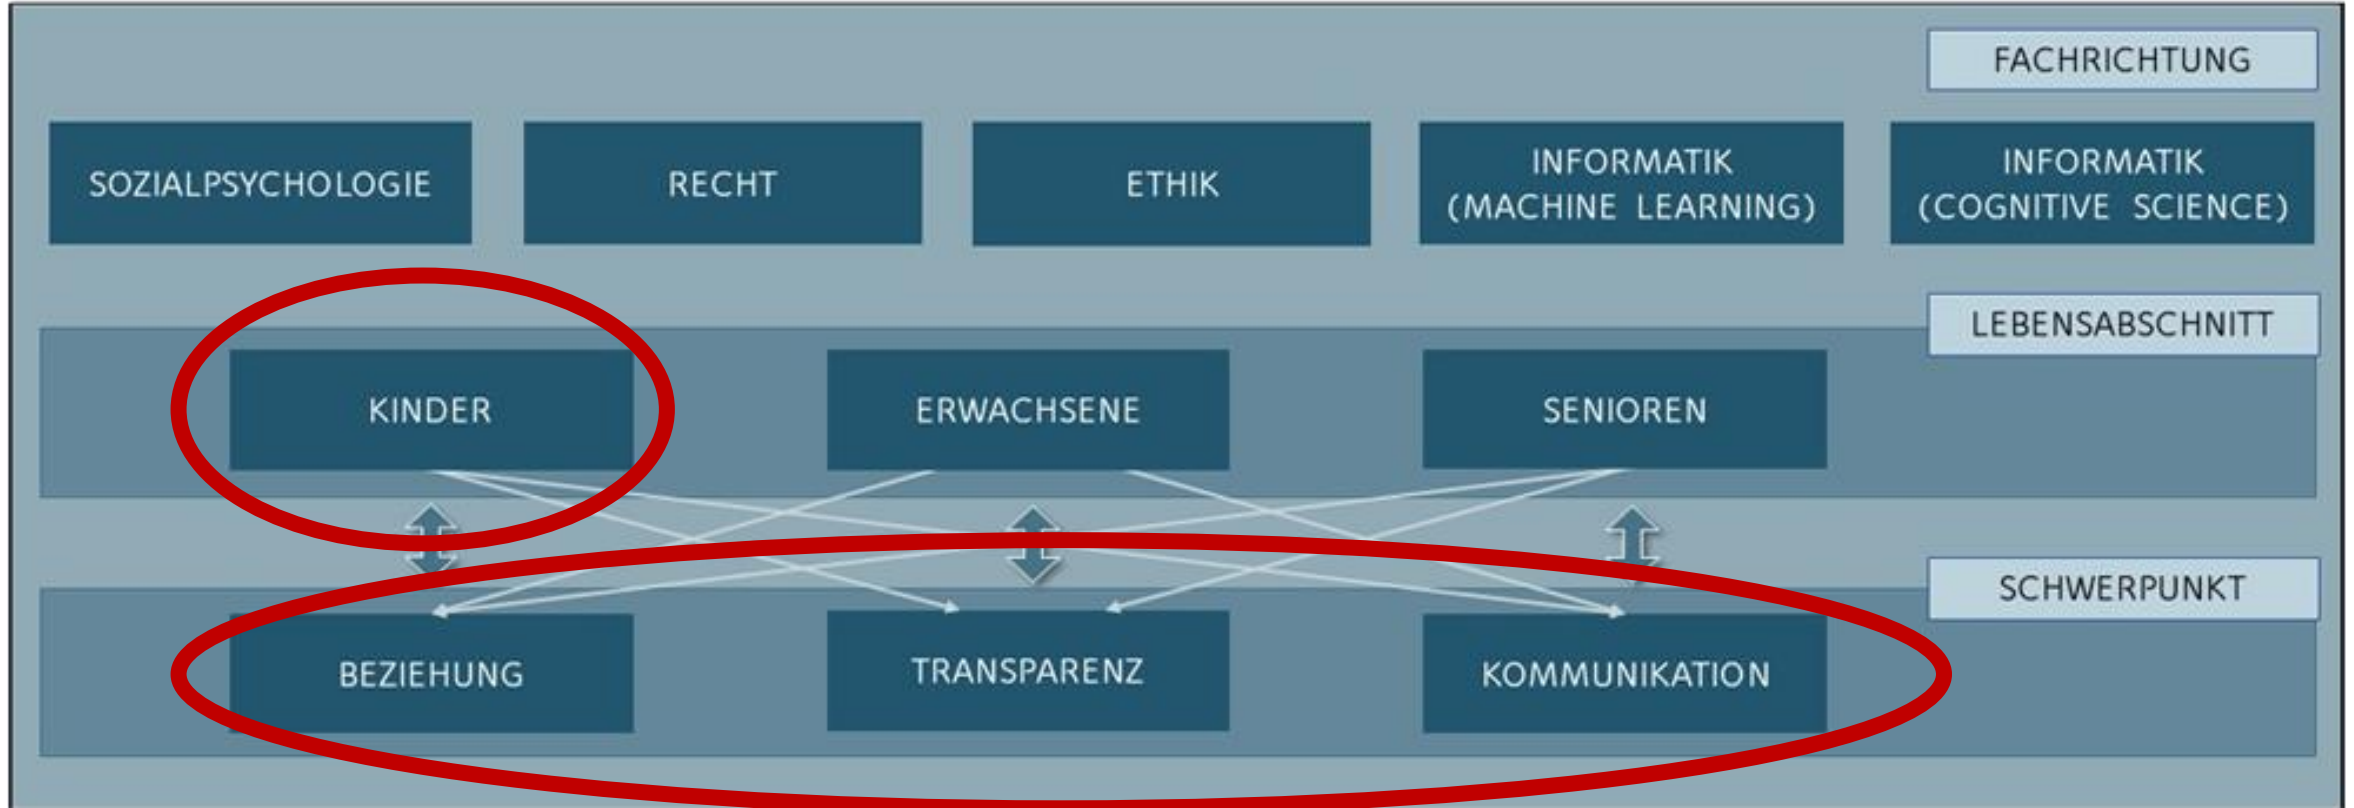 FACHRICHTUNG
SOZIALPSYCHOLOGIE
RECHT
ETHIK
INFORMATIK
(MACHINE LEARNING)
INFORMATIK
(COGNITIVE SCIENCE)
LEBENSABSCHNITT
KINDER
ERWACHSENE
SENIOREN
SCHWERPUNKT
BEZIEHUNG
TRANSPARENZ
KOMMUNIKATION